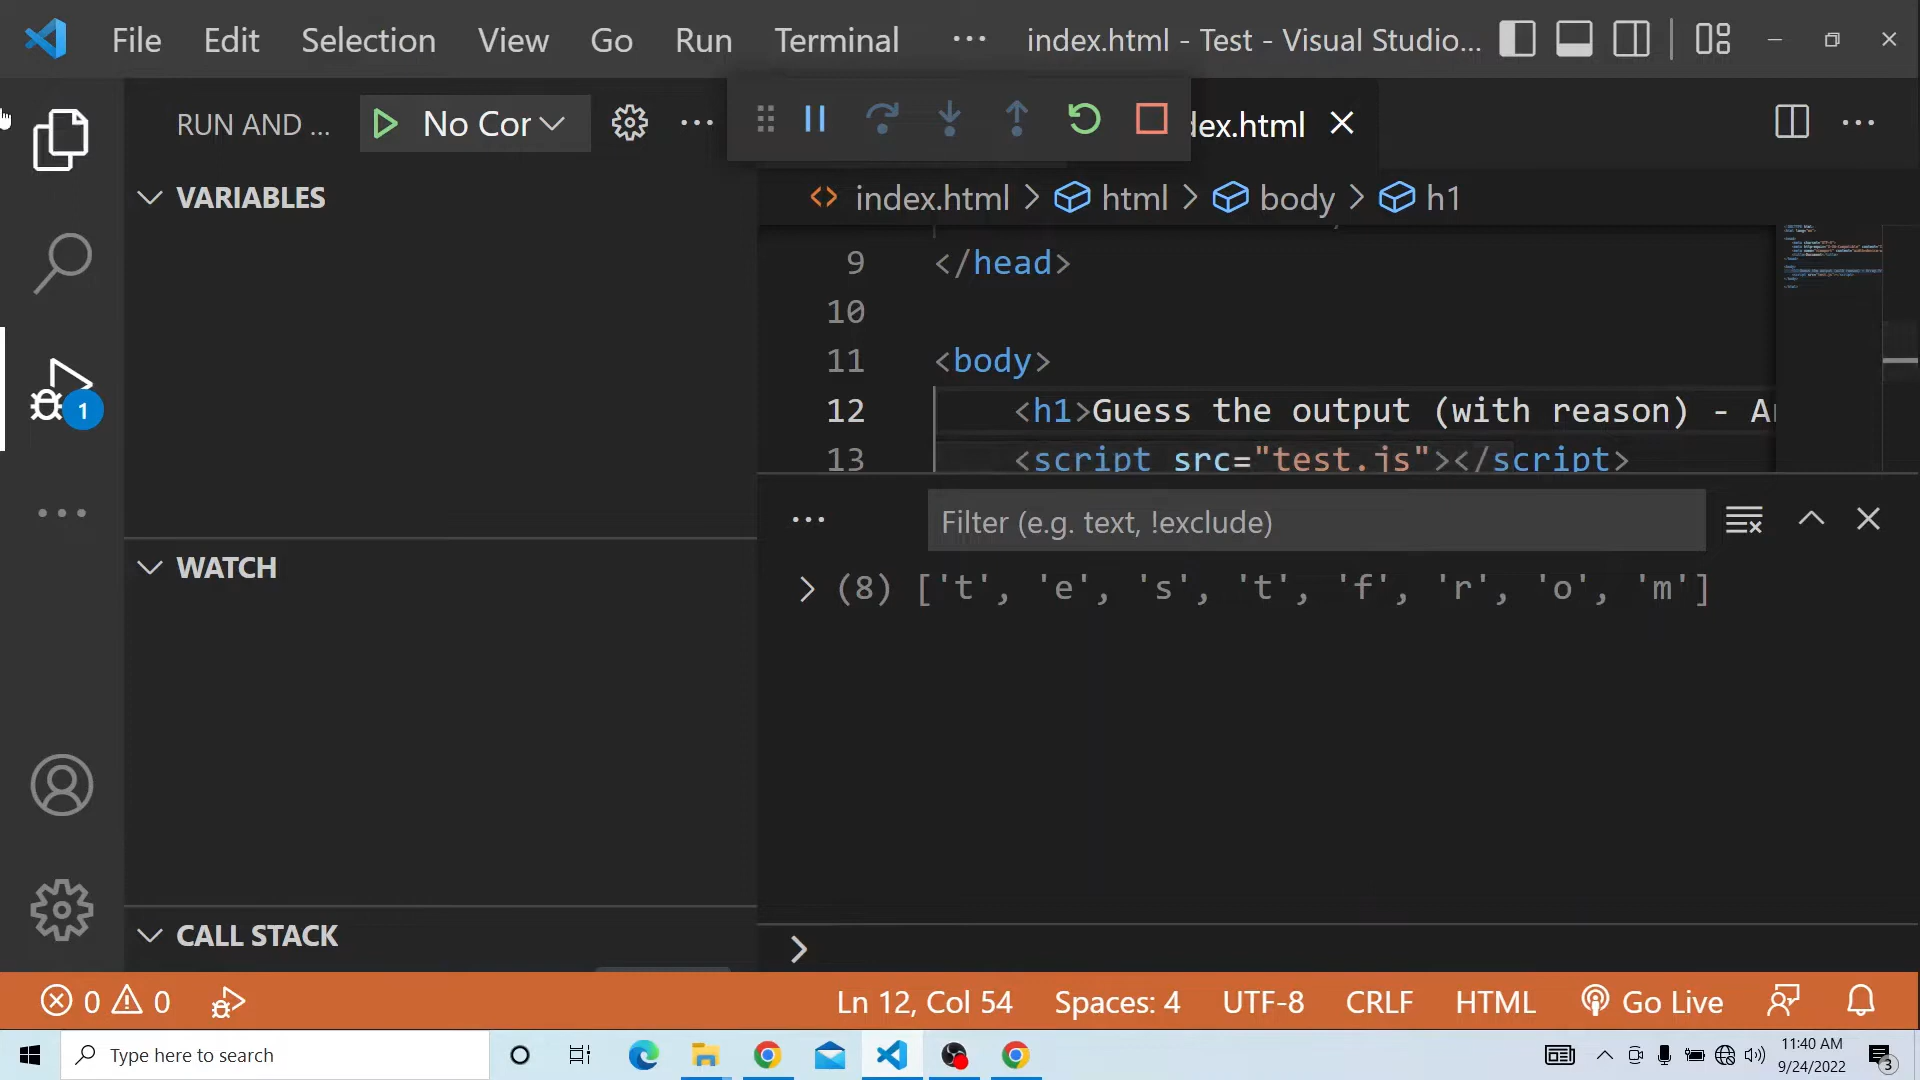 File Edit Selection View Go Run Terminal ··· index.html - Test - Visual Studio...
RUN AND ... No Cor dex.html
VARIABLES
index.html > html > body > h1
9 </head>
10
11 <body>
12 <h1>Guess the output (with reason) - A
13 <script src="test.js"></script>
1
Filter (e.g. text, !exclude)
WATCH
> (8) ['t', 'e', 's', 't', 'f', 'r', 'o', 'm']
CALL STACK
>
0 0 Ln 12, Col 54 Spaces: 4 UTF-8 CRLF HTML Go Live
Type here to search
11:40 AM
9/24/2022
3